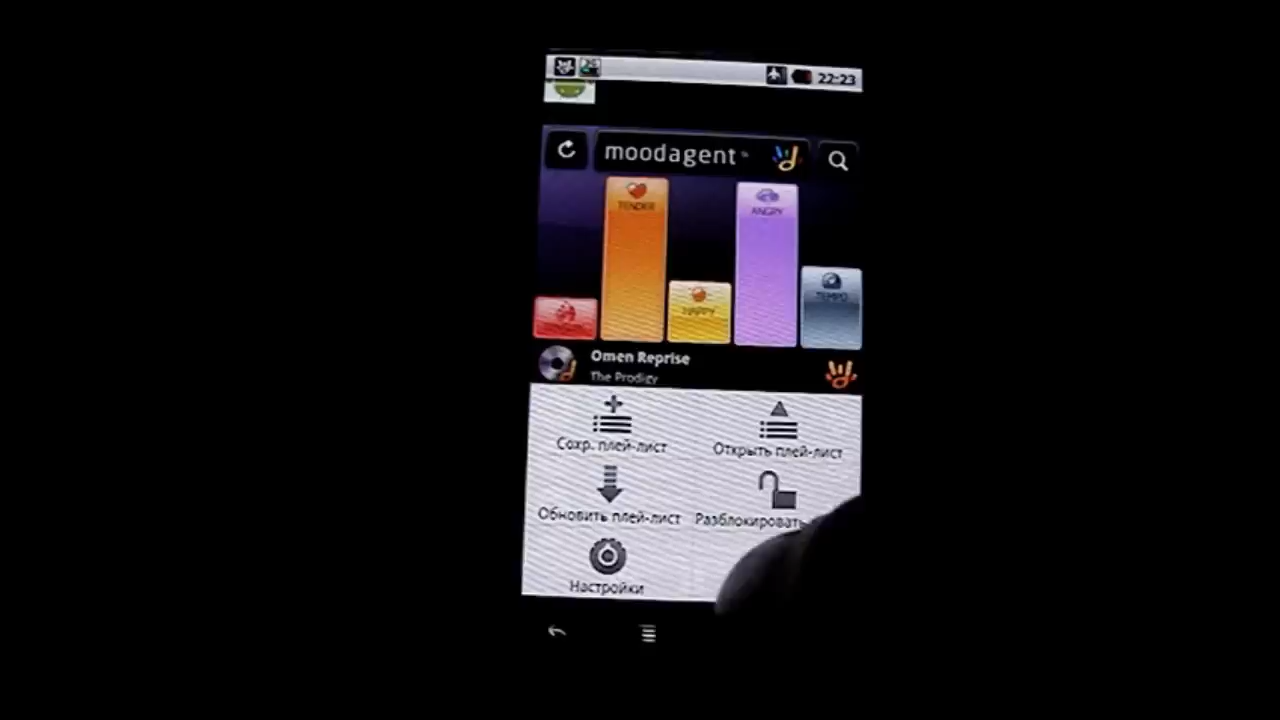 22:23
moodagent
TENDER
ANGRY
HAPPY
TEMPO
Omen Reprise
The Prodigy
Сохр. плей-лист
Открыть плей-лист
Обновить плей-лист
Разблокировать
Настройки